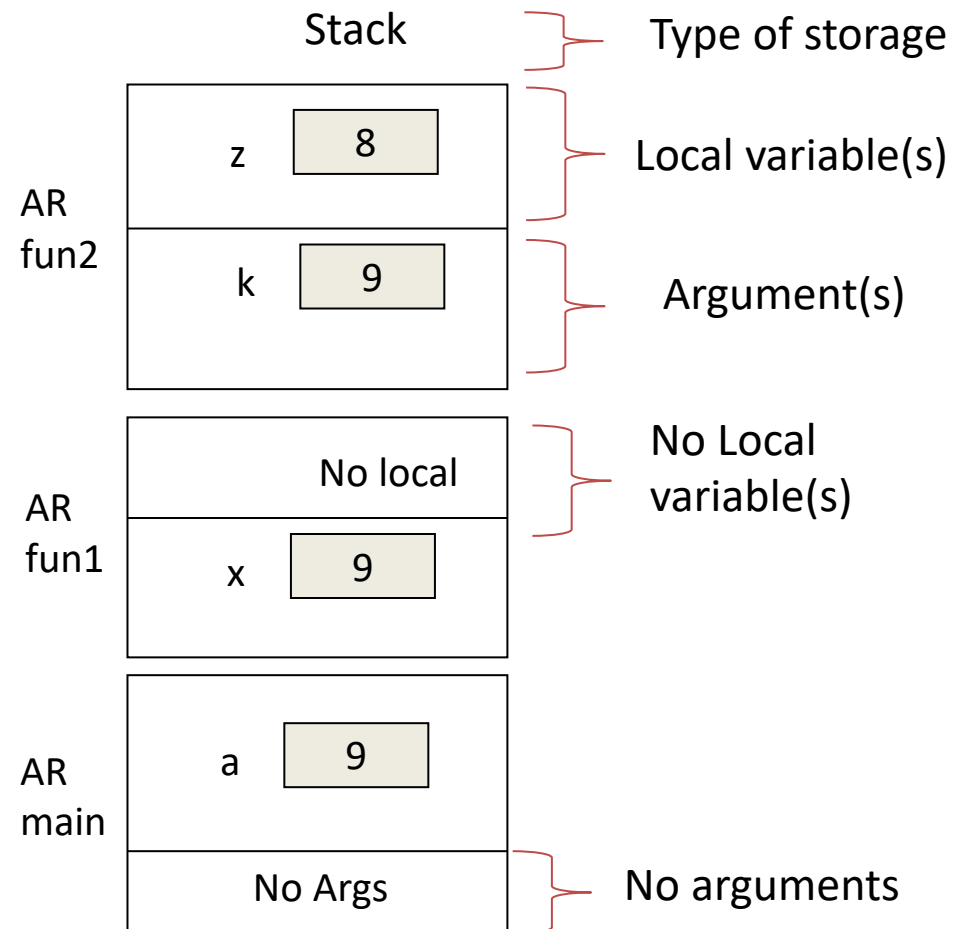 Stack
Type of storage
AR
fun2
z
8
Local variable(s)
k
9
Argument(s)
AR
fun1
No local
No Local
variable(s)
x
9
AR
main
a
9
No Args
No arguments